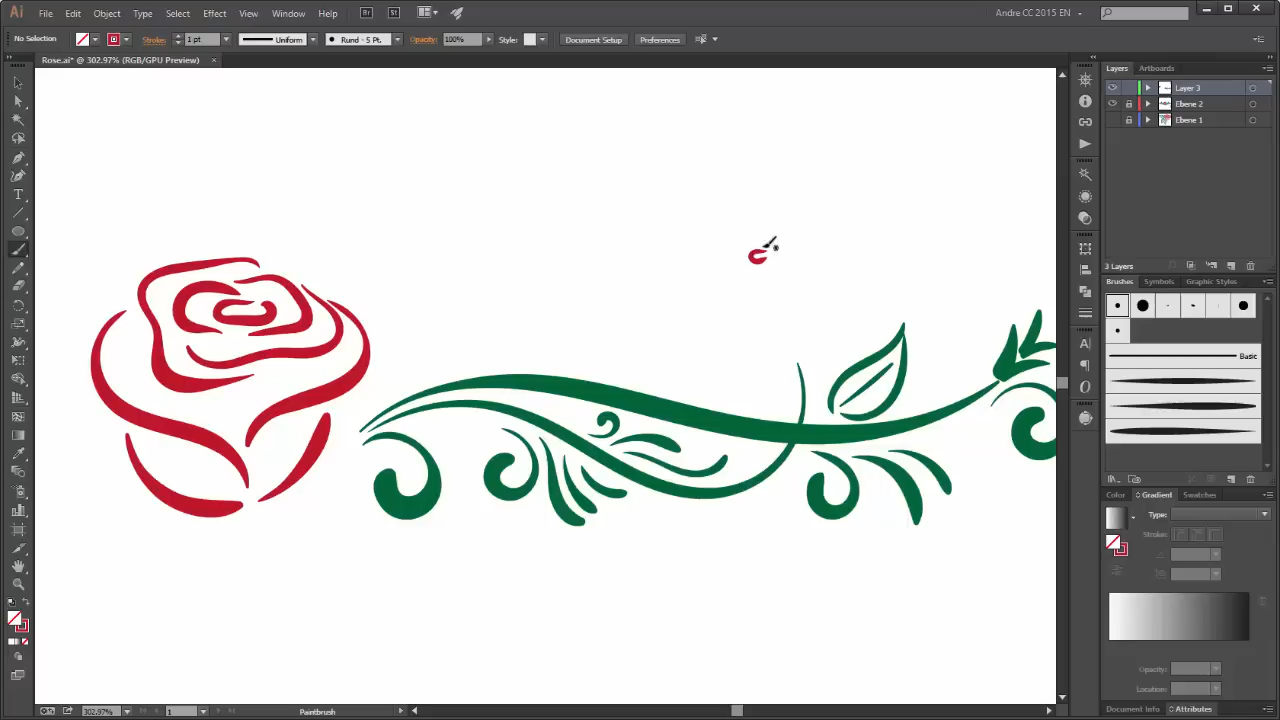 Ai File Edit Object Type Select Effect View Window Help Br St Andre CC 2015 EN
No Selection Stroke: 1 pt Uniform Rund - 5 Pt. Opacity: 100% Style: Document Setup Preferences
Rose.ai* @ 302.97% (RGB/GPU Preview)
Layers Artboards
Layer 3
Ebene 2
Ebene 1
3 Layers
Brushes Symbols Graphic Styles
Basic
Color Gradient Swatches
Type:
Stroke:
Opacity:
Location:
302.97% 1 Paintbrush
Document Info Attributes